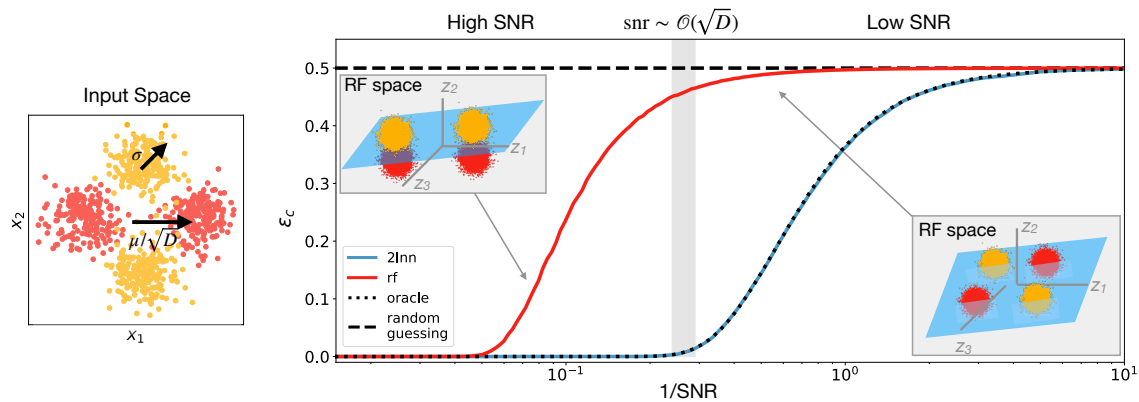 High SNR
snr ~ 𝒪(√D)
Low SNR
Input Space
σ
μ/√D
x₂
x₁
ε_c
0.5
0.4
0.3
0.2
0.1
0.0
RF space
z₂
z₁
z₃
2lnn
rf
oracle
random
guessing
RF space
z₂
z₁
z₃
10⁻¹
10⁰
10¹
1/SNR